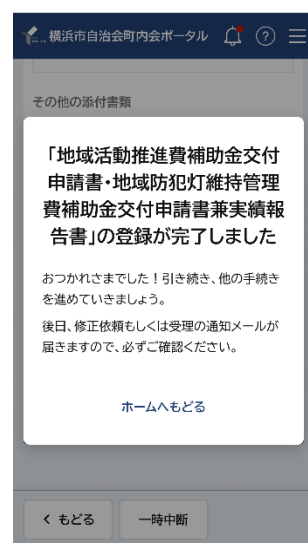 横浜市自治会町内会ポータル
その他の添付書類
「地域活動推進費補助金交付
申請書・地域防犯灯維持管理
費補助金交付申請書兼実績報
告書」の登録が完了しました
おつかれさまでした！引き続き、他の手続き
を進めていきましょう。
後日、修正依頼もしくは受理の通知メールが
届きますので、必ずご確認ください。
ホームへもどる
もどる
一時中断